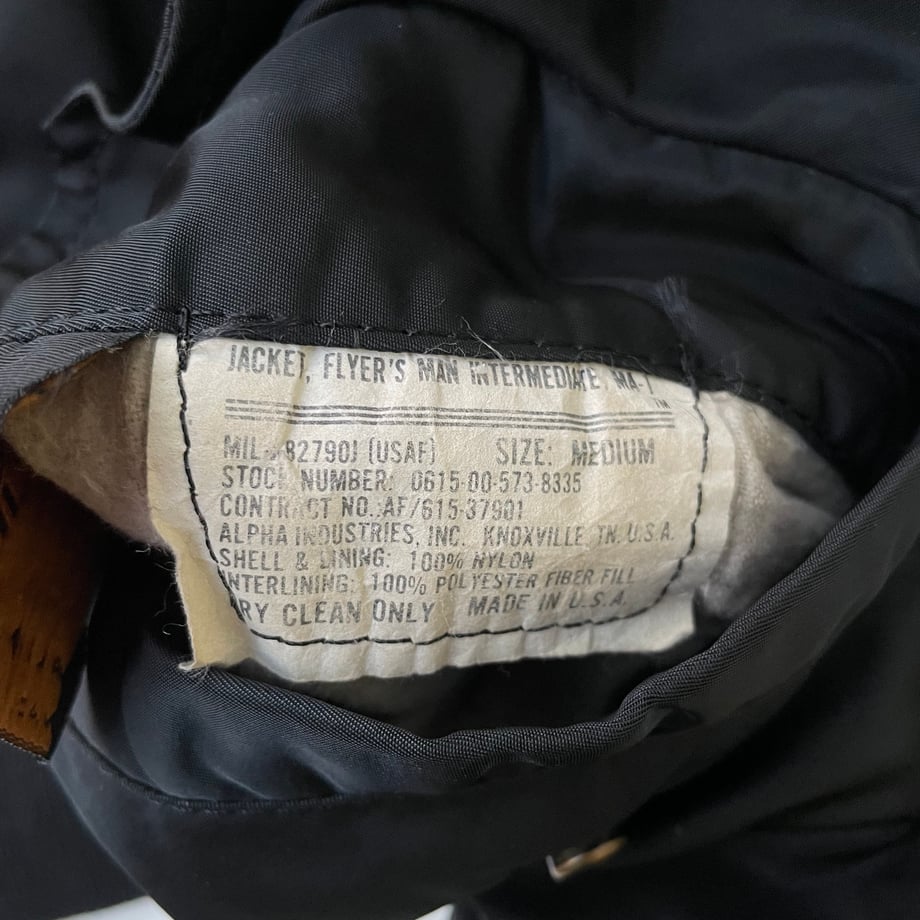 JACKET, FLYER'S MAN INTERMEDIATE MA-1
TM
MIL-J-82790J (USAF) SIZE: MEDIUM
STOCK NUMBER: 0615-00-573-8335
CONTRACT NO.:AF/615-37901
ALPHA INDUSTRIES, INC. KNOXVILLE, TN. U.S.A.
SHELL & LINING: 100% NYLON
INTERLINING: 100% POLYESTER FIBER FILL
DRY CLEAN ONLY MADE IN U.S.A.